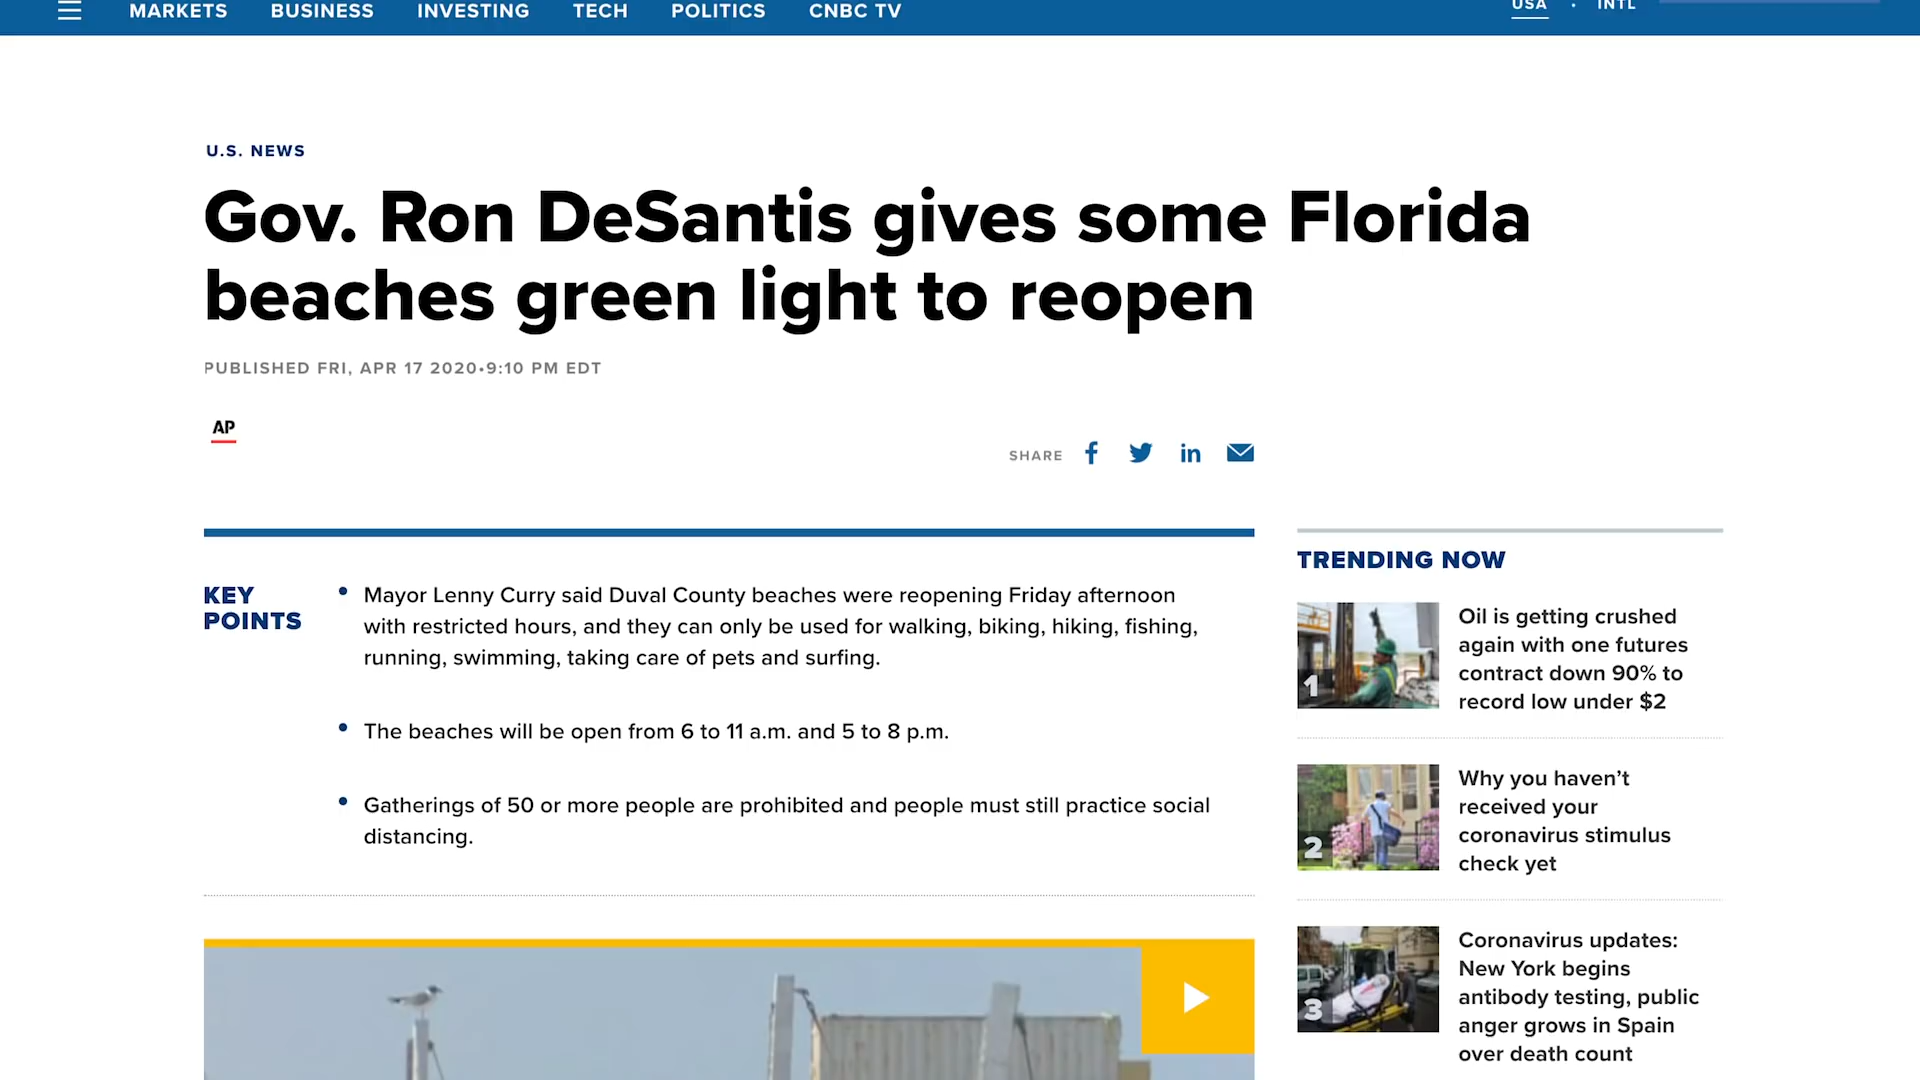 MARKETS BUSINESS INVESTING TECH POLITICS CNBC TV
USA • INTL
U.S. NEWS
Gov. Ron DeSantis gives some Florida
beaches green light to reopen
PUBLISHED FRI, APR 17 2020•9:10 PM EDT
AP
SHARE
KEY
POINTS
• Mayor Lenny Curry said Duval County beaches were reopening Friday afternoon
with restricted hours, and they can only be used for walking, biking, hiking, fishing,
running, swimming, taking care of pets and surfing.
• The beaches will be open from 6 to 11 a.m. and 5 to 8 p.m.
• Gatherings of 50 or more people are prohibited and people must still practice social
distancing.
TRENDING NOW
1
Oil is getting crushed
again with one futures
contract down 90% to
record low under $2
2
Why you haven’t
received your
coronavirus stimulus
check yet
3
Coronavirus updates:
New York begins
antibody testing, public
anger grows in Spain
over death count